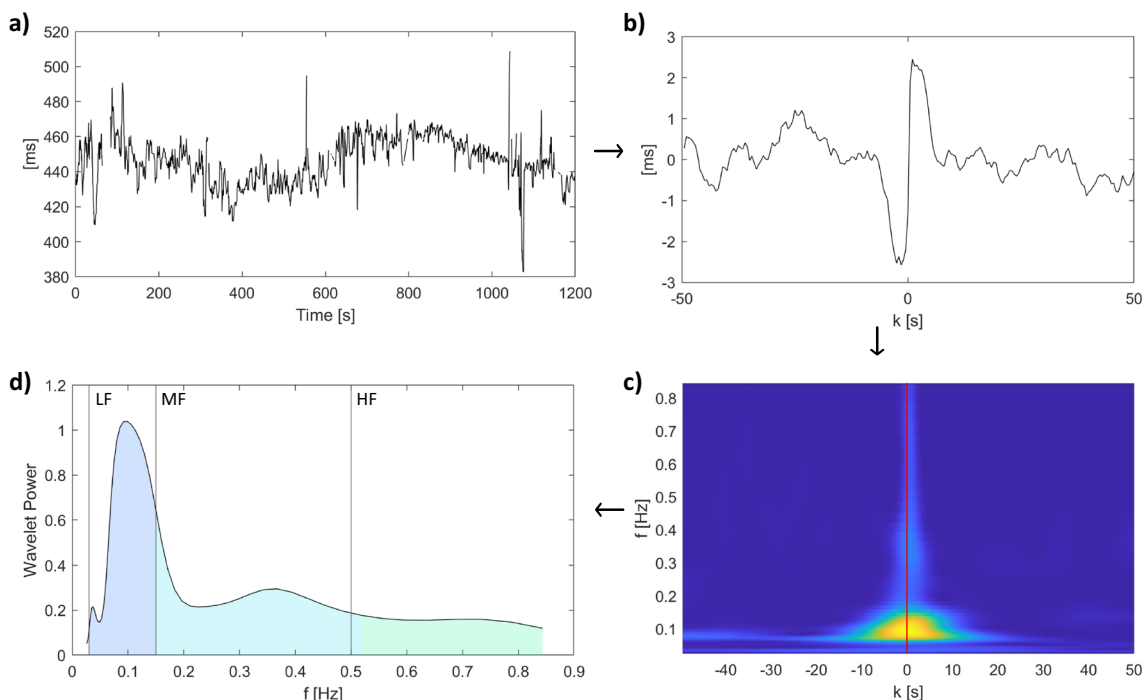 a)
[ms]
520
500
480
460
440
420
400
380
0 200 400 600 800 1000 1200
Time [s]
b)
[ms]
3
2
1
0
-1
-2
-3
-50 0 50
k [s]
d)
Wavelet Power
1.2
1
0.8
0.6
0.4
0.2
0
LF MF HF
0 0.1 0.2 0.3 0.4 0.5 0.6 0.7 0.8 0.9
f [Hz]
c)
f [Hz]
0.8
0.7
0.6
0.5
0.4
0.3
0.2
0.1
-40 -30 -20 -10 0 10 20 30 40 50
k [s]